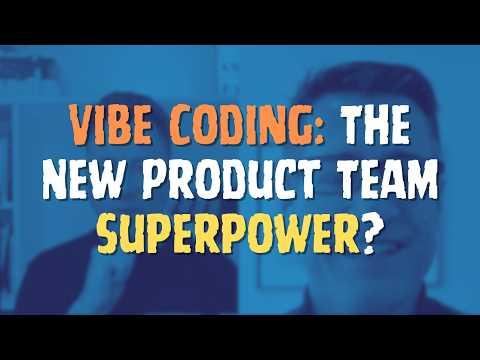 VIBE CODING: THE
NEW PRODUCT TEAM
SUPERPOWER?